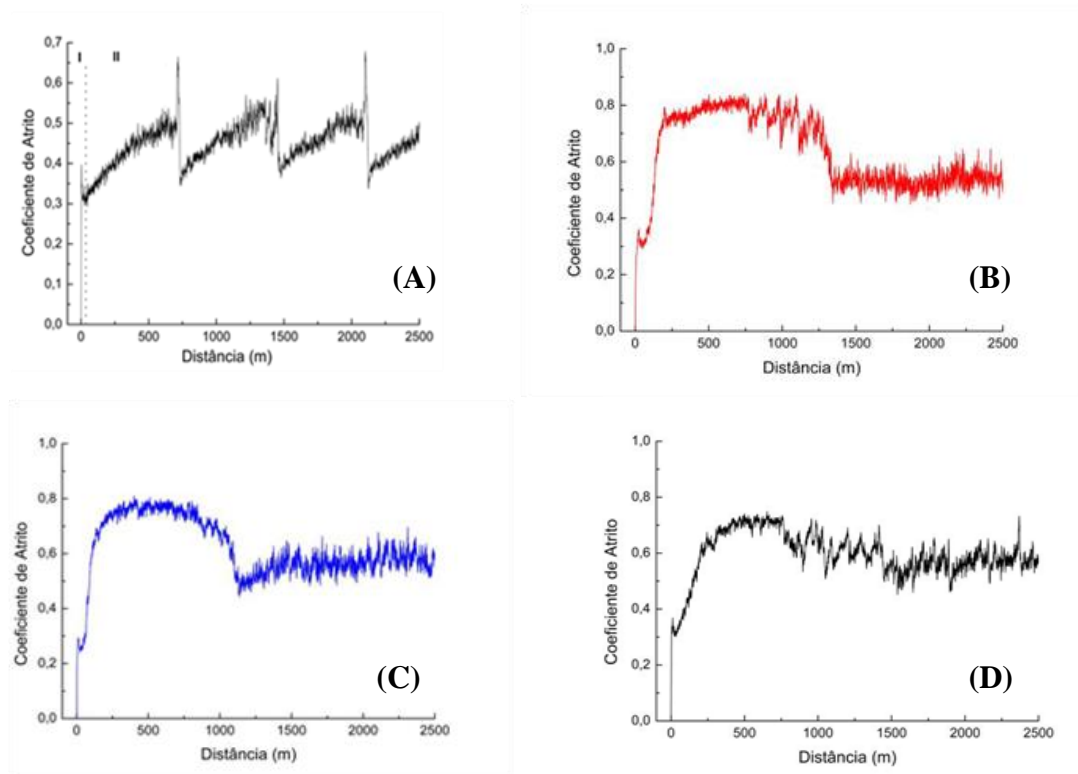 0,7
0,6
0,5
0,4
0,3
0,2
0,1
0,0
Coeficiente de Atrito
I II
(A)
0 500 1000 1500 2000 2500
Distância (m)
1,0
0,8
0,6
0,4
0,2
0,0
Coeficiente de Atrito
(B)
0 500 1000 1500 2000 2500
Distância (m)
1,0
0,8
0,6
0,4
0,2
0,0
Coeficiente de Atrito
(C)
0 500 1000 1500 2000 2500
Distância (m)
1,0
0,8
0,6
0,4
0,2
0,0
Coeficiente de Atrito
(D)
0 500 1000 1500 2000 2500
Distância (m)